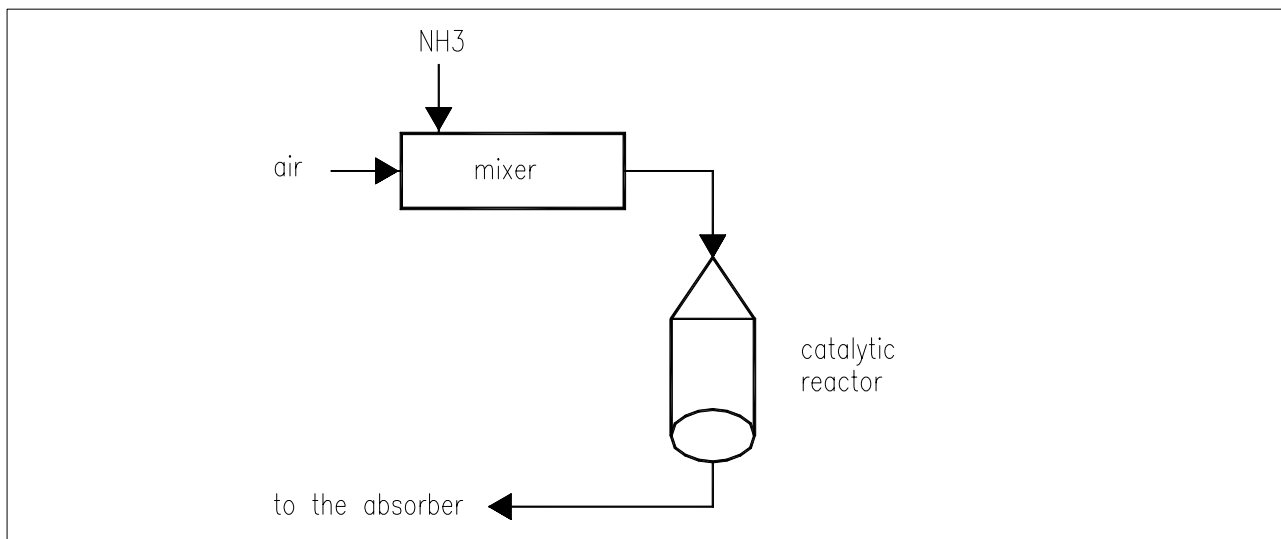 NH3
air
mixer
catalytic
reactor
to the absorber